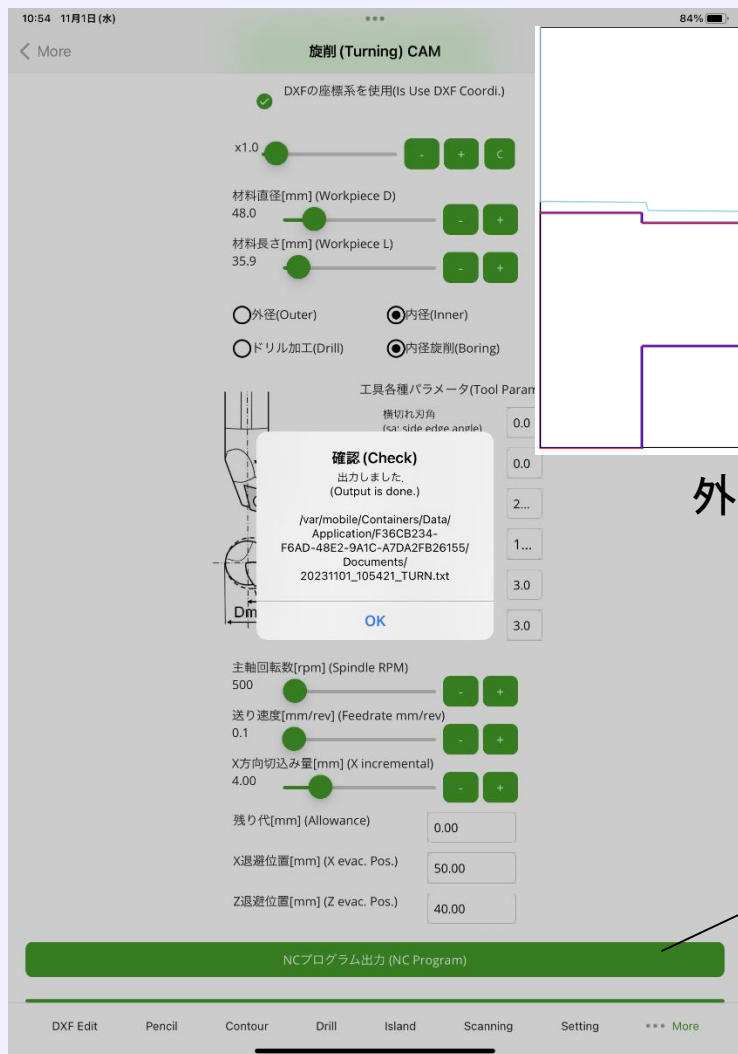 10:54 11月1日(水)
84%
More
旋削 (Turning) CAM
DXFの座標系を使用(Is Use DXF Coordi.)
x1.0
-
+
C
材料直径[mm] (Workpiece D)
48.0
-
+
材料長さ[mm] (Workpiece L)
35.9
-
+
外径(Outer)
内径(Inner)
ドリル加工(Drill)
内径旋削(Boring)
工具各種パラメータ(Tool Param
横切れ刃角
(sa: side edge angle)
0.0
0.0
2...
1...
3.0
3.0
Dm
確認 (Check)
出力しました.
(Output is done.)
/var/mobile/Containers/Data/
Application/F36CB234-
F6AD-48E2-9A1C-A7DA2FB26155/
Documents/
20231101_105421_TURN.txt
OK
外
主軸回転数[rpm] (Spindle RPM)
500
-
+
送り速度[mm/rev] (Feedrate mm/rev)
0.1
-
+
X方向切込み量[mm] (X incremental)
4.00
-
+
残り代[mm] (Allowance)
0.00
X退避位置[mm] (X evac. Pos.)
50.00
Z退避位置[mm] (Z evac. Pos.)
40.00
NCプログラム出力 (NC Program)
DXF Edit Pencil Contour Drill Island Scanning Setting More